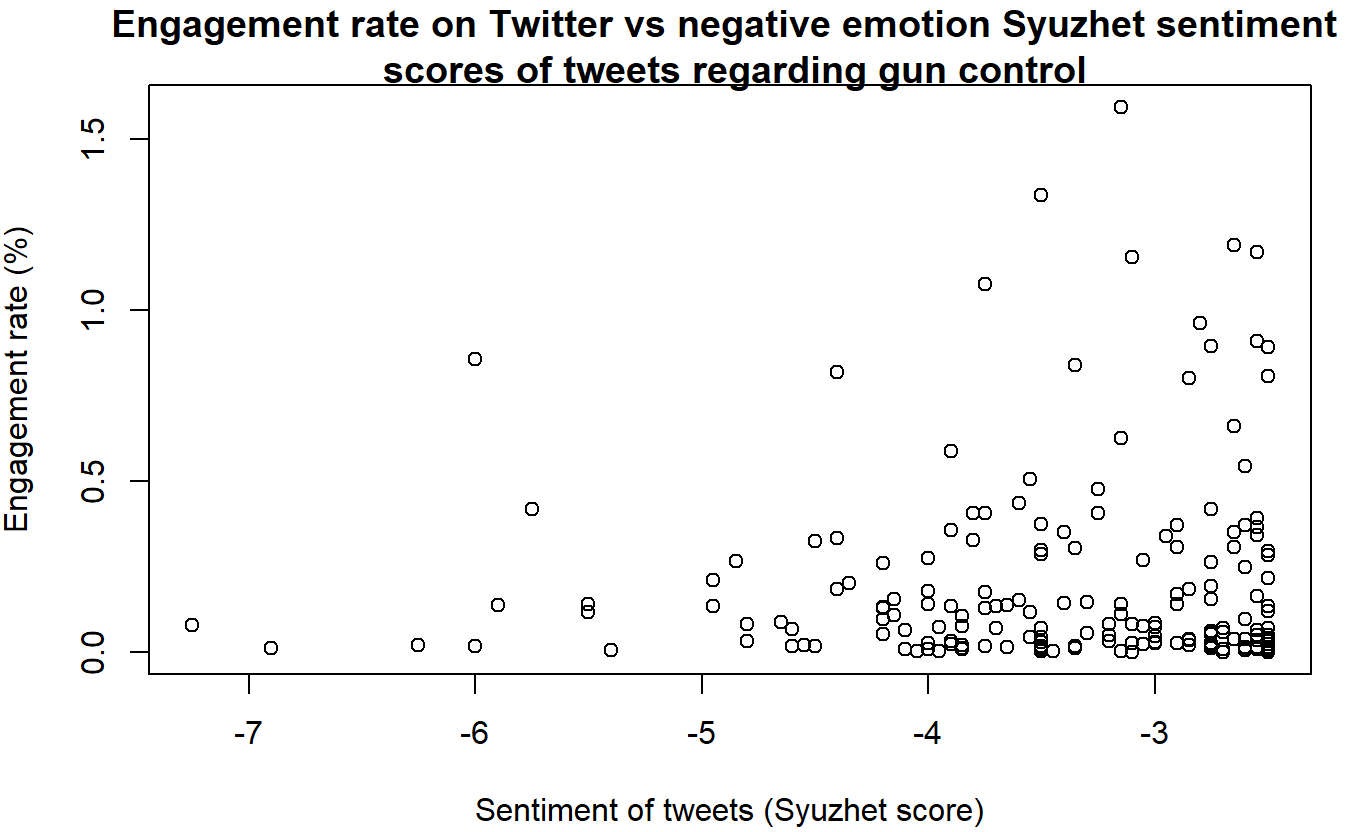 Engagement rate on Twitter vs negative emotion Syuzhet sentiment
scores of tweets regarding gun control
Engagement rate (%)
1.5
1.0
0.5
0.0
-7
-6
-5
-4
-3
Sentiment of tweets (Syuzhet score)